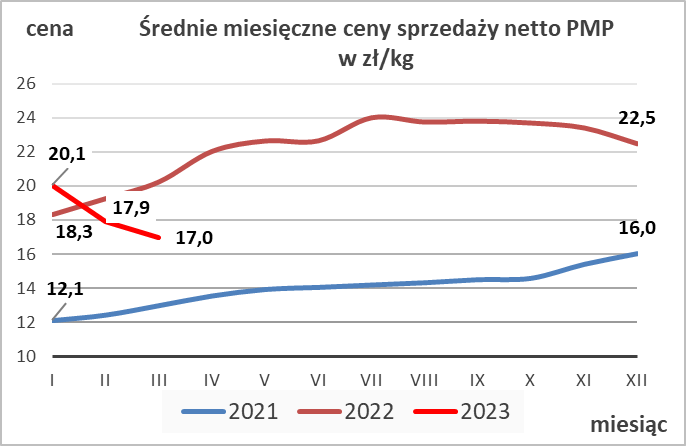 cena
Średnie miesięczne ceny sprzedaży netto PMP
w zł/kg
26
24
22
20
18
16
14
12
10
22,5
20,1
17,9
18,3
17,0
16,0
12,1
I II III IV V VI VII VIII IX X XI XII
2021 2022 2023
miesiąc